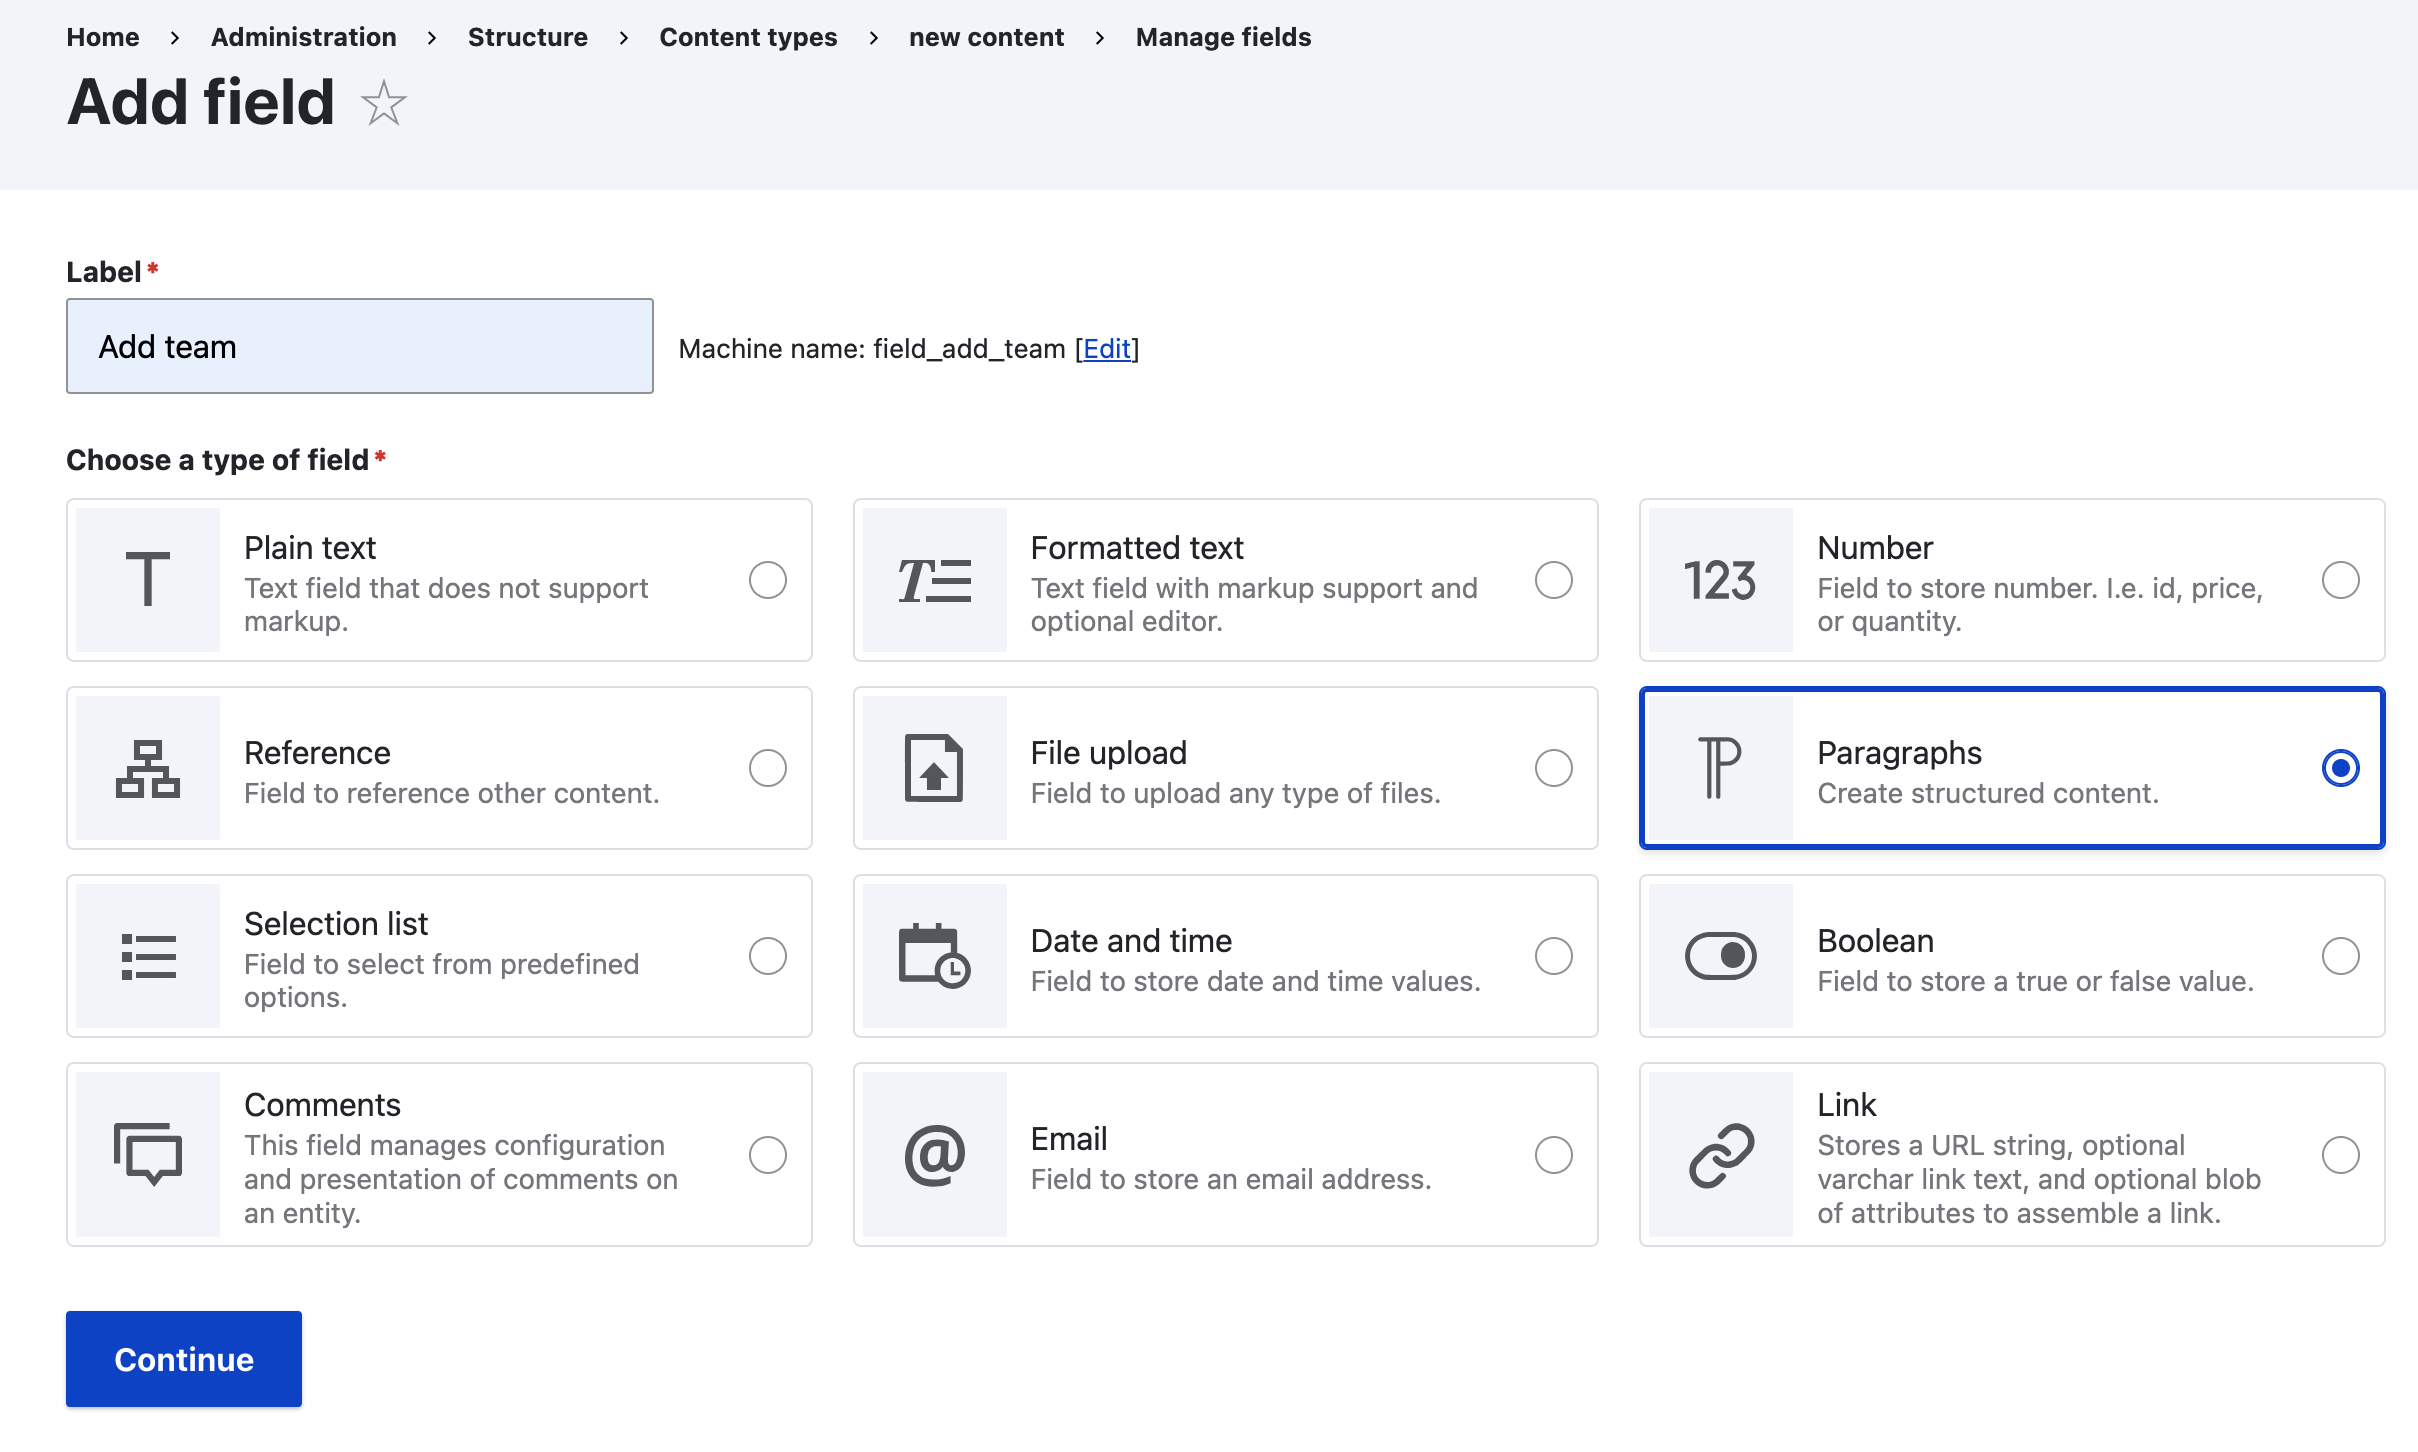 Home › Administration › Structure › Content types › new content › Manage fields
Add field
Label*
Add team
Machine name: field_add_team [Edit]
Choose a type of field*
Plain text
Text field that does not support
markup.
Formatted text
Text field with markup support and
optional editor.
123
Number
Field to store number. I.e. id, price,
or quantity.
Reference
Field to reference other content.
File upload
Field to upload any type of files.
Paragraphs
Create structured content.
Selection list
Field to select from predefined
options.
Date and time
Field to store date and time values.
Boolean
Field to store a true or false value.
Comments
This field manages configuration
and presentation of comments on
an entity.
@
Email
Field to store an email address.
Link
Stores a URL string, optional
varchar link text, and optional blob
of attributes to assemble a link.
Continue